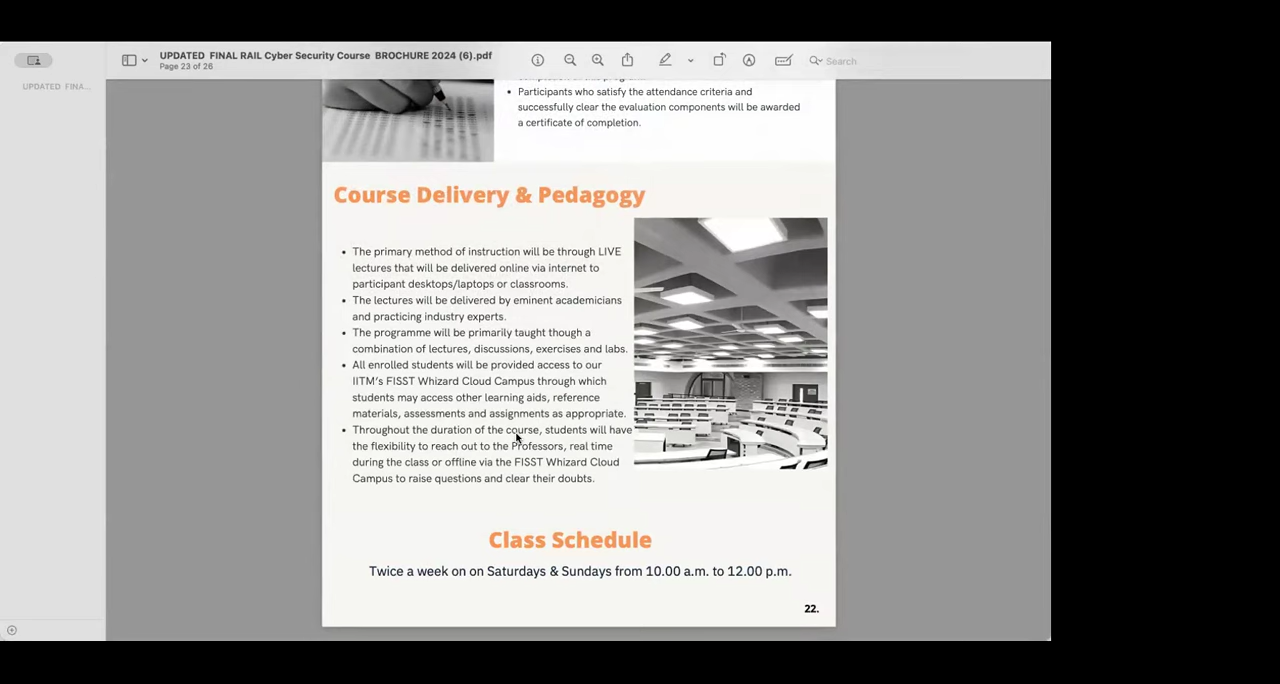 UPDATED FINAL RAIL Cyber Security Course BROCHURE 2024 (6).pdf
Page 23 of 26
Search
UPDATED FINA...
Participants who satisfy the attendance criteria and
successfully clear the evaluation components will be awarded
a certificate of completion.
Course Delivery & Pedagogy
• The primary method of instruction will be through LIVE
lectures that will be delivered online via internet to
participant desktops/laptops or classrooms.
• The lectures will be delivered by eminent academicians
and practicing industry experts.
• The programme will be primarily taught though a
combination of lectures, discussions, exercises and labs.
• All enrolled students will be provided access to our
IITM's FISST Whizard Cloud Campus through which
students may access other learning aids, reference
materials, assessments and assignments as appropriate.
• Throughout the duration of the course, students will have
the flexibility to reach out to the Professors, real time
during the class or offline via the FISST Whizard Cloud
Campus to raise questions and clear their doubts.
Class Schedule
Twice a week on on Saturdays & Sundays from 10.00 a.m. to 12.00 p.m.
22.